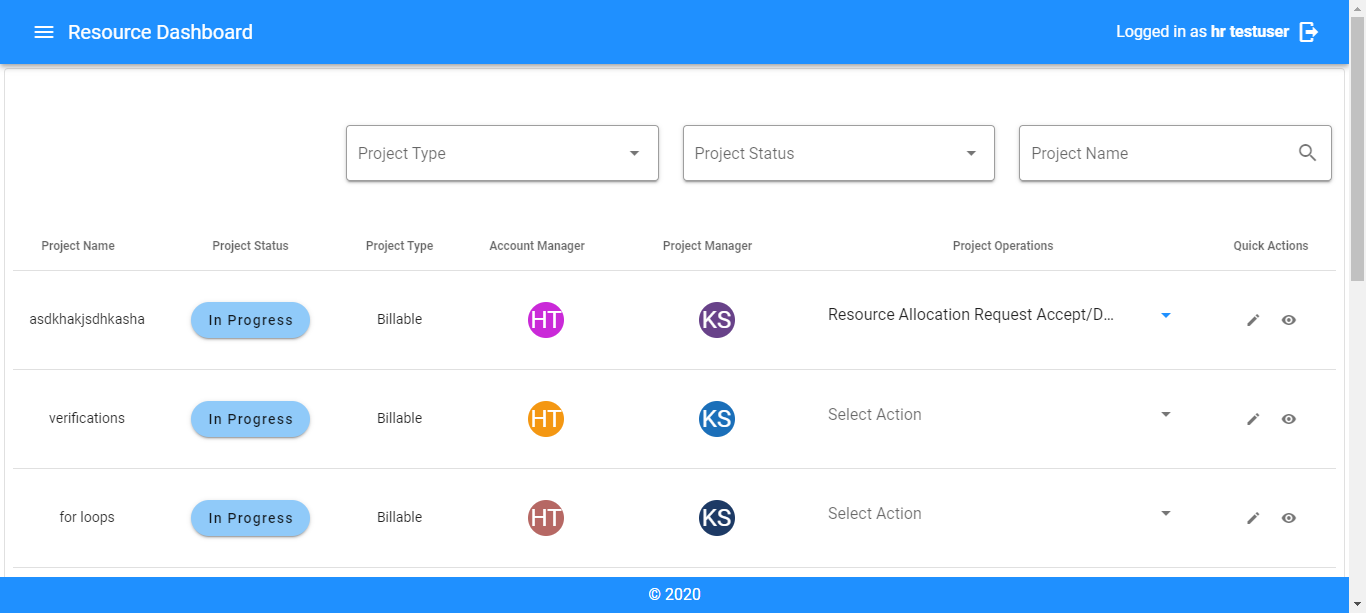 Resource Dashboard
Logged in as hr testuser
Project Type
Project Status
Project Name
Project Name Project Status Project Type Account Manager Project Manager Project Operations Quick Actions
asdkhakjsdhkasha In Progress Billable HT KS Resource Allocation Request Accept/D...
verifications In Progress Billable HT KS Select Action
for loops In Progress Billable HT KS Select Action
© 2020